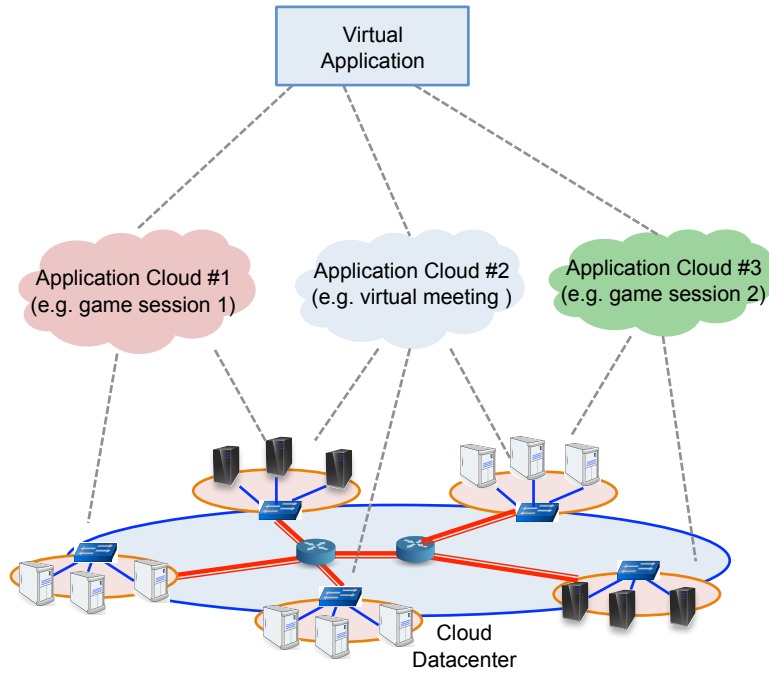 Virtual
Application
Application Cloud #1
(e.g. game session 1)
Application Cloud #2
(e.g. virtual meeting )
Application Cloud #3
(e.g. game session 2)
Cloud
Datacenter